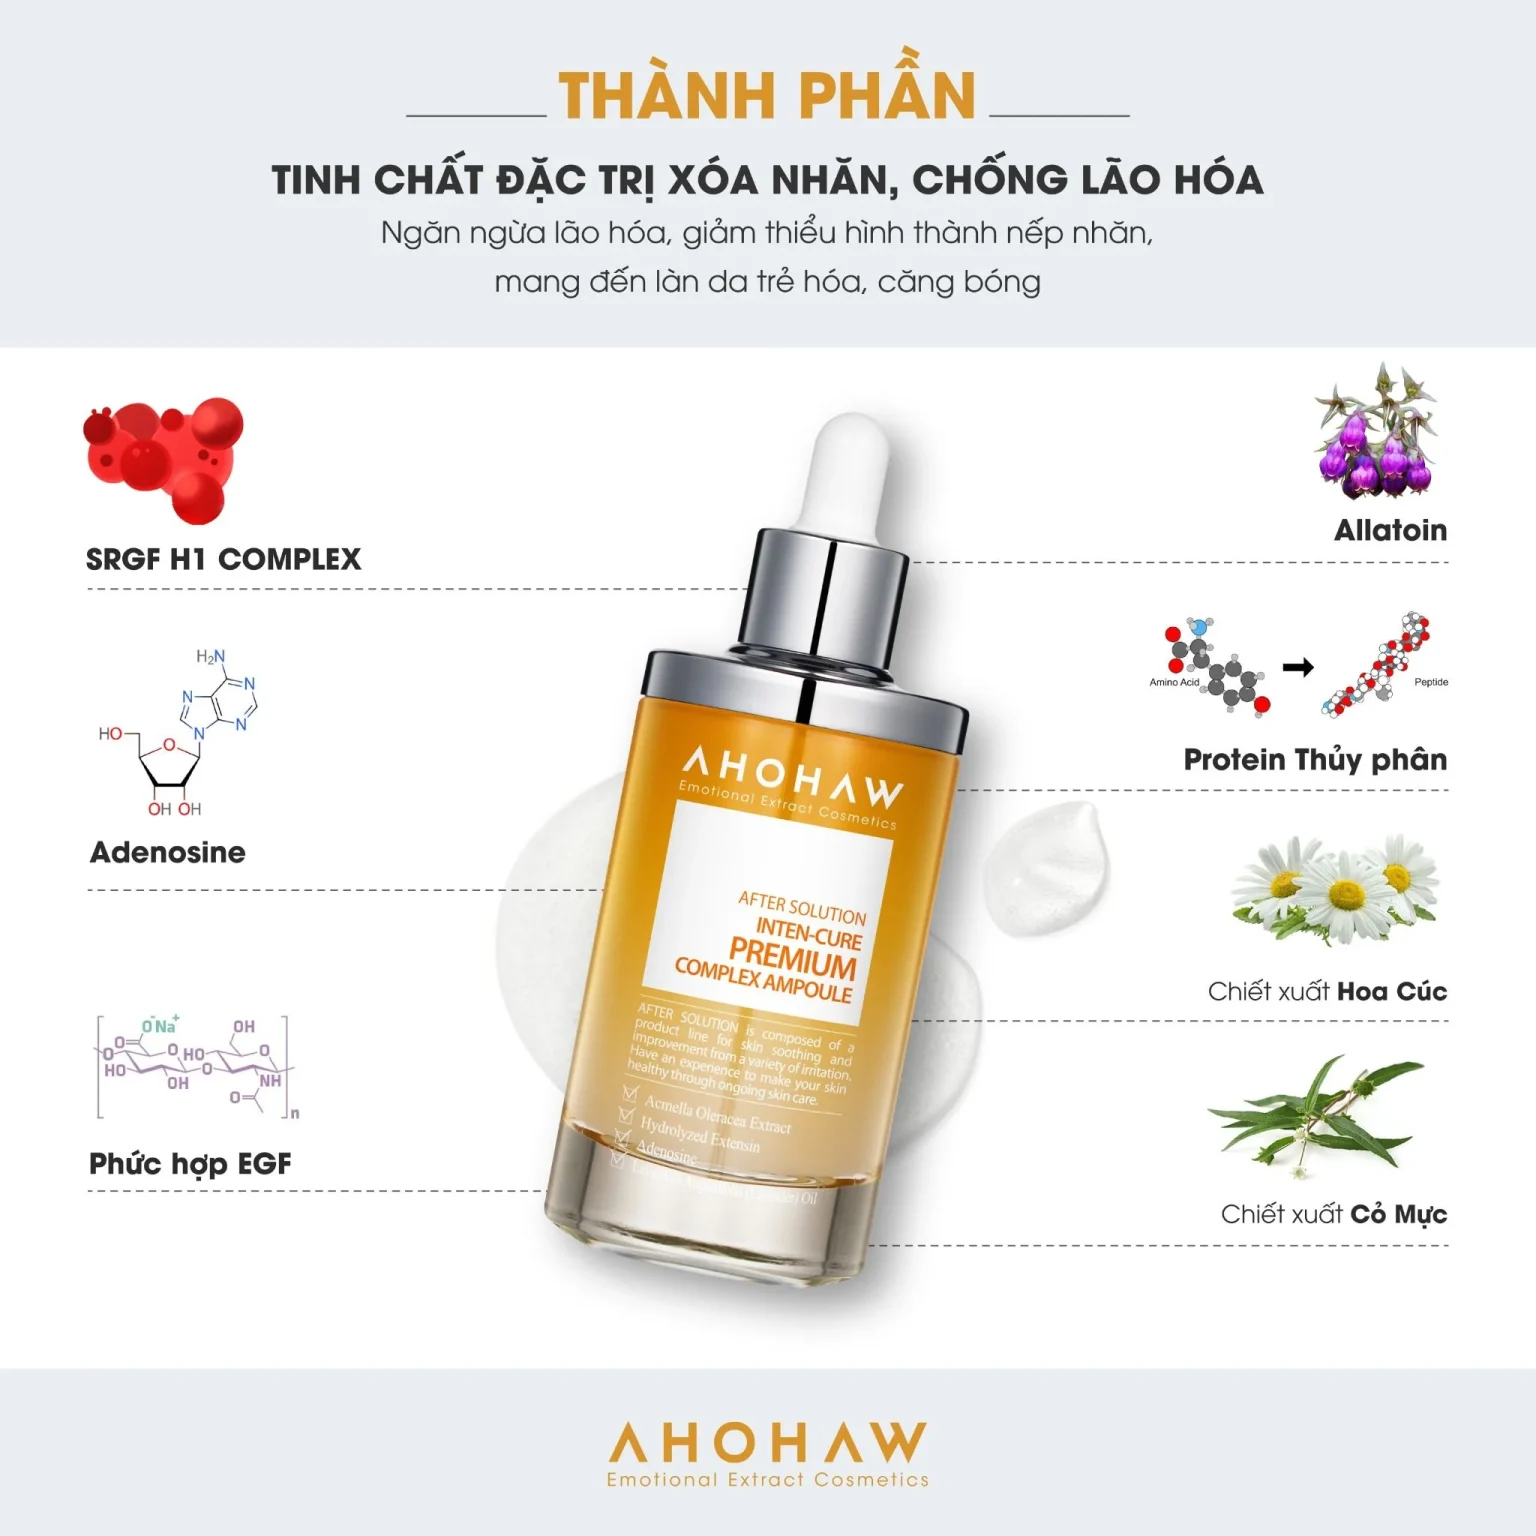 THÀNH PHẦN
TINH CHẤT ĐẶC TRỊ XÓA NHĂN, CHỐNG LÃO HÓA
Ngăn ngừa lão hóa, giảm thiểu hình thành nếp nhăn,
mang đến làn da trẻ hóa, căng bóng
SRGF H1 COMPLEX
H₂N
N
N
N
N
HO
O
OH OH
Adenosine
O⁻Na⁺
O
O
HO
OH
O
HO
OH
O
O
NH
O
n
Phức hợp EGF
AHOHAW
Emotional Extract Cosmetics
AFTER SOLUTION
INTEN-CURE
PREMIUM
COMPLEX AMPOULE
AFTER SOLUTION is composed of a
product line for skin soothing and
improvement from a variety of irritation.
Have an experience to make your skin
healthy through ongoing skin care.
Acmella Oleracea Extract
Hydrolyzed Extensin
Adenosine
Oil
Allatoin
Amino Acid
Peptide
Protein Thủy phân
Chiết xuất Hoa Cúc
Chiết xuất Cỏ Mực
AHOHAW
Emotional Extract Cosmetics